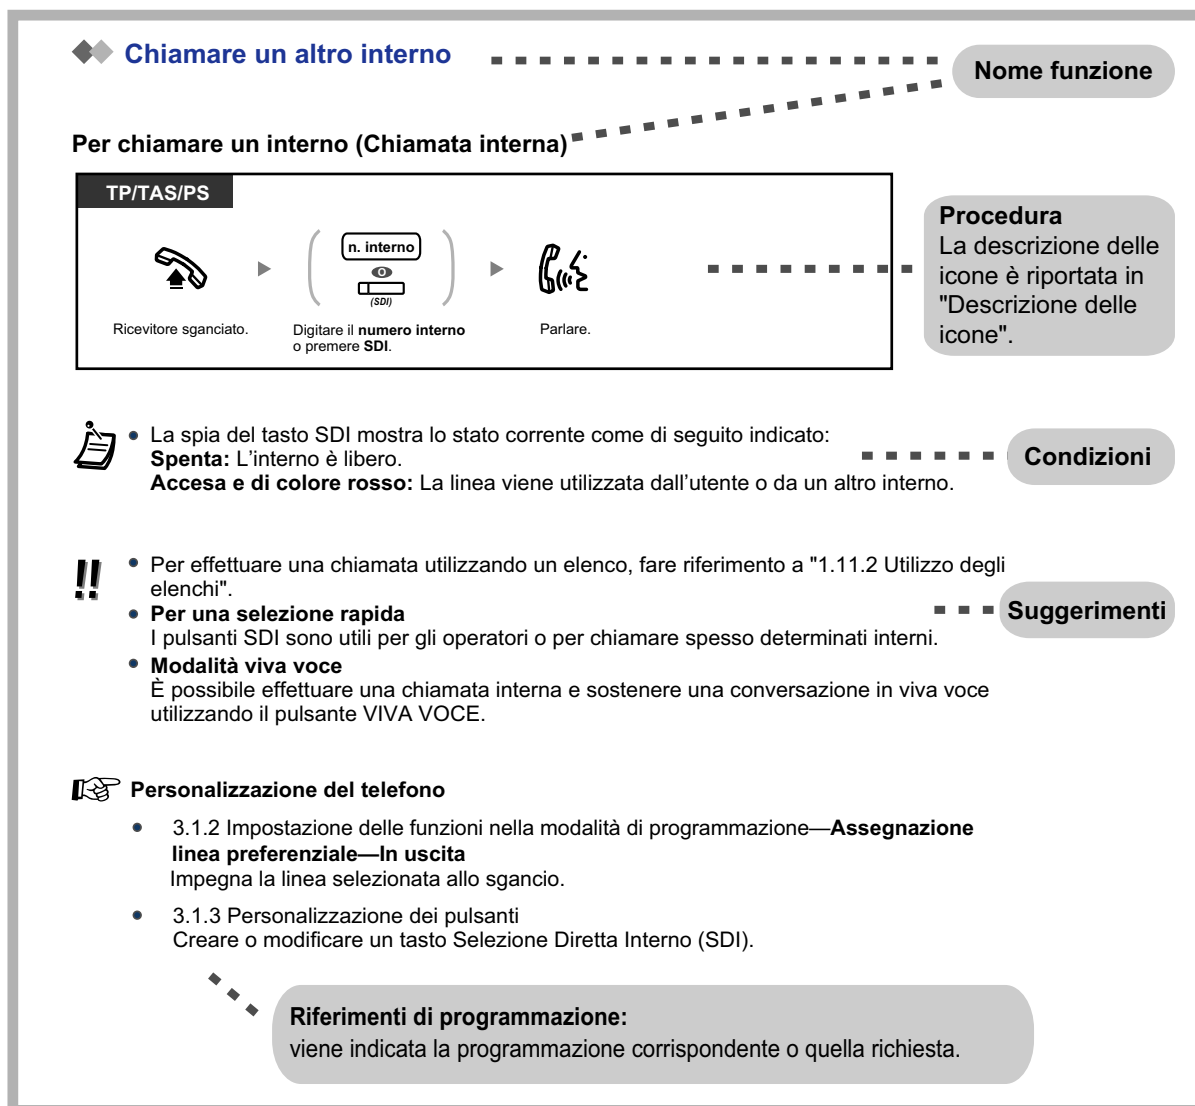 Chiamare un altro interno
Nome funzione
Per chiamare un interno (Chiamata interna)
TP/TAS/PS
n. interno
O
(SDI)
Ricevitore sganciato.
Digitare il numero interno
o premere SDI.
Parlare.
Procedura
La descrizione delle
icone è riportata in
"Descrizione delle
icone".
La spia del tasto SDI mostra lo stato corrente come di seguito indicato:
Spenta: L'interno è libero.
Accesa e di colore rosso: La linea viene utilizzata dall'utente o da un altro interno.
Condizioni
Per effettuare una chiamata utilizzando un elenco, fare riferimento a "1.11.2 Utilizzo degli
elenchi".
Per una selezione rapida
I pulsanti SDI sono utili per gli operatori o per chiamare spesso determinati interni.
Modalità viva voce
È possibile effettuare una chiamata interna e sostenere una conversazione in viva voce
utilizzando il pulsante VIVA VOCE.
Suggerimenti
Personalizzazione del telefono
3.1.2 Impostazione delle funzioni nella modalità di programmazione—Assegnazione
linea preferenziale—In uscita
Impegna la linea selezionata allo sgancio.
3.1.3 Personalizzazione dei pulsanti
Creare o modificare un tasto Selezione Diretta Interno (SDI).
Riferimenti di programmazione:
viene indicata la programmazione corrispondente o quella richiesta.